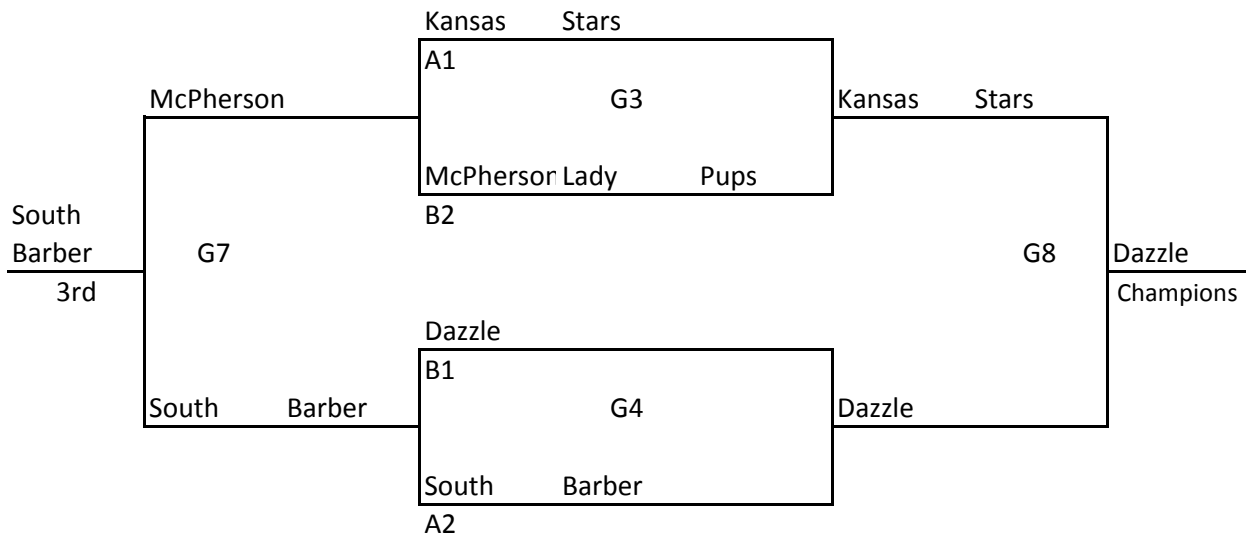 Kansas Stars
A1
McPherson G3 Kansas Stars
McPherson Lady Pups
B2
South
Barber G7 G8 Dazzle
3rd Champions
Dazzle
B1
South Barber G4 Dazzle
South Barber
A2